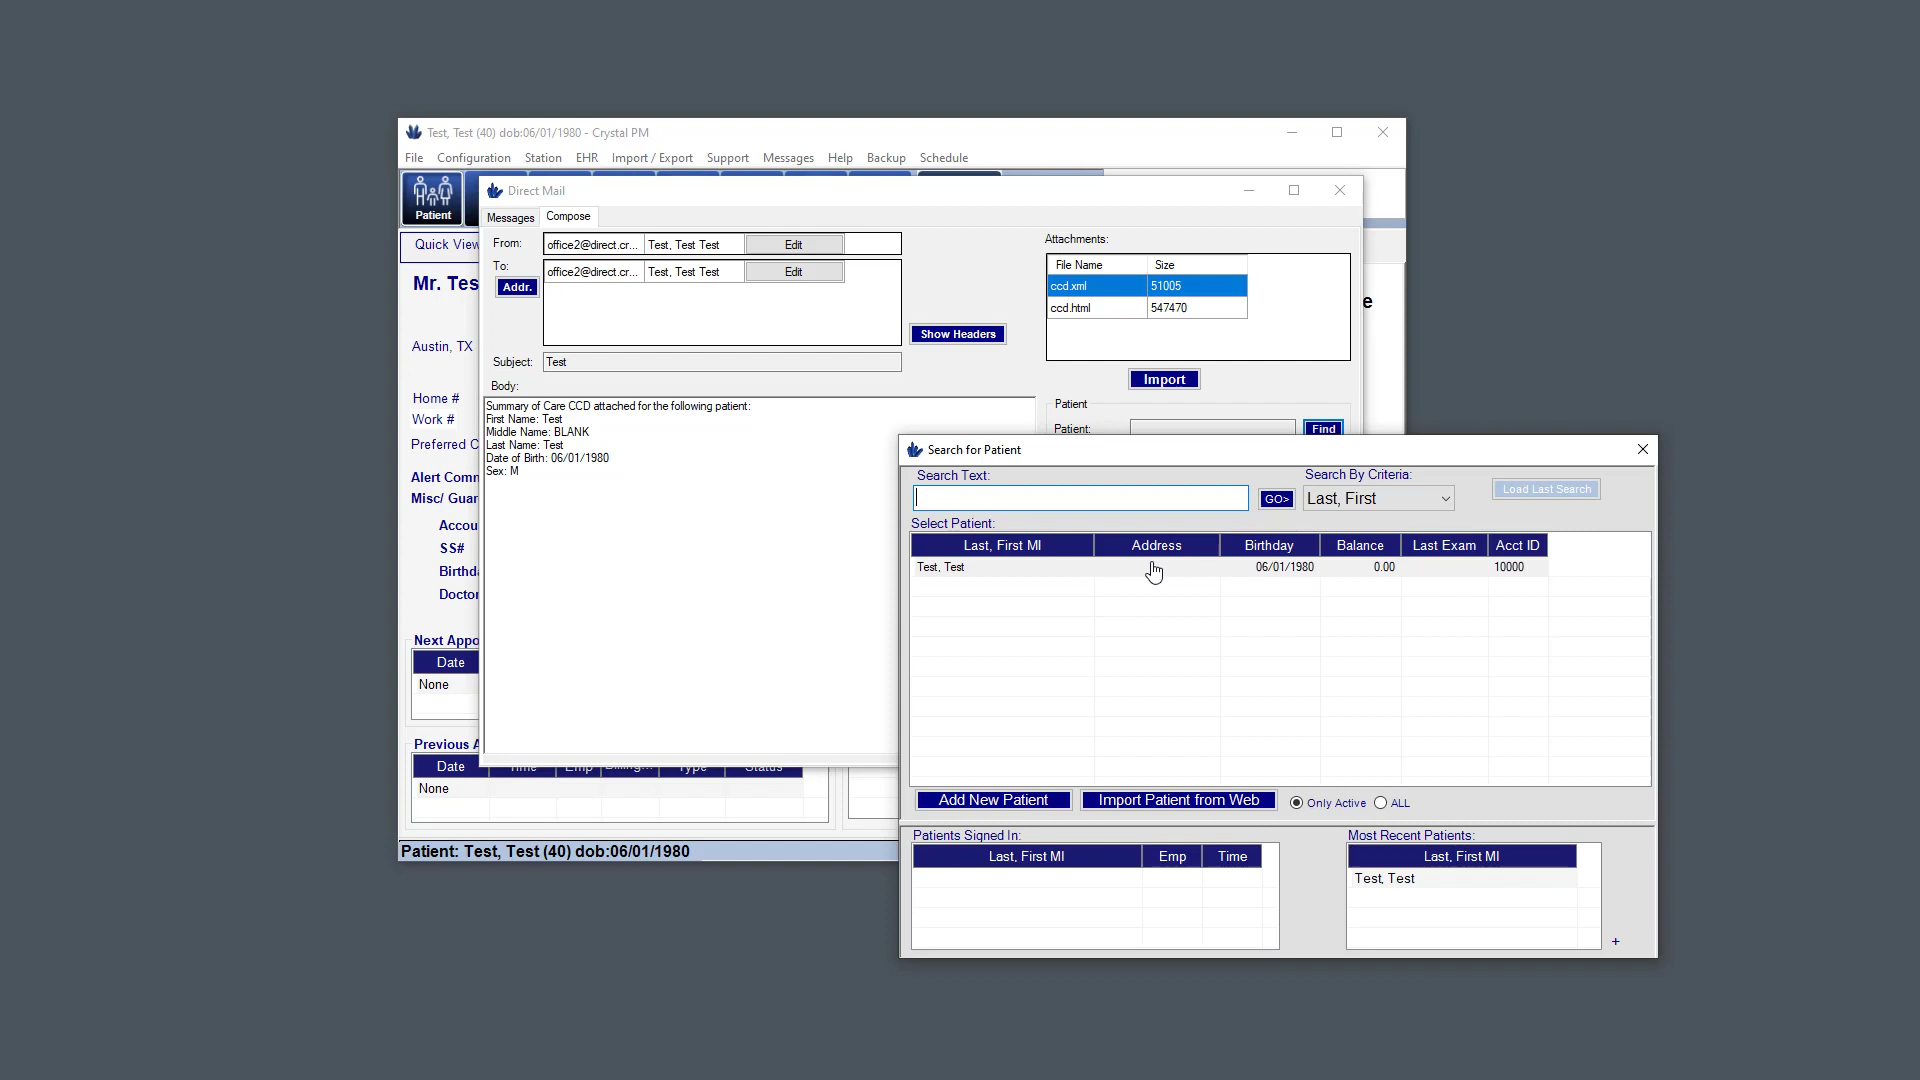 Test, Test (40) dob:06/01/1980 - Crystal PM
File Configuration Station EHR Import / Export Support Messages Help Backup Schedule
Patient
Direct Mail
Messages Compose
Quick View
From: office2@direct.cr... Test, Test Test Edit
To: office2@direct.cr... Test, Test Test Edit
Addr.
Show Headers
Subject: Test
Body:
Summary of Care CCD attached for the following patient:
First Name: Test
Middle Name: BLANK
Last Name: Test
Date of Birth: 06/01/1980
Sex: M
Attachments:
File Name Size
ccd.xml 51005
ccd.html 547470
Import
Patient
Patient: Find
e
Mr. Tes
Austin, TX
Home #
Work #
Preferred C
Alert Comm
Misc/ Guar
Accou
SS#
Birthda
Doctor
Next Appo
Date
None
Previous A
Date Time Emp Billing... Type Status
None
Patient: Test, Test (40) dob:06/01/1980
Search for Patient
Search Text: Search By Criteria:
GO> Last, First Load Last Search
Select Patient:
Last, First MI Address Birthday Balance Last Exam Acct ID
Test, Test 06/01/1980 0.00 10000
Add New Patient Import Patient from Web Only Active ALL
Patients Signed In: Most Recent Patients:
Last, First MI Emp Time Last, First MI
Test, Test
+